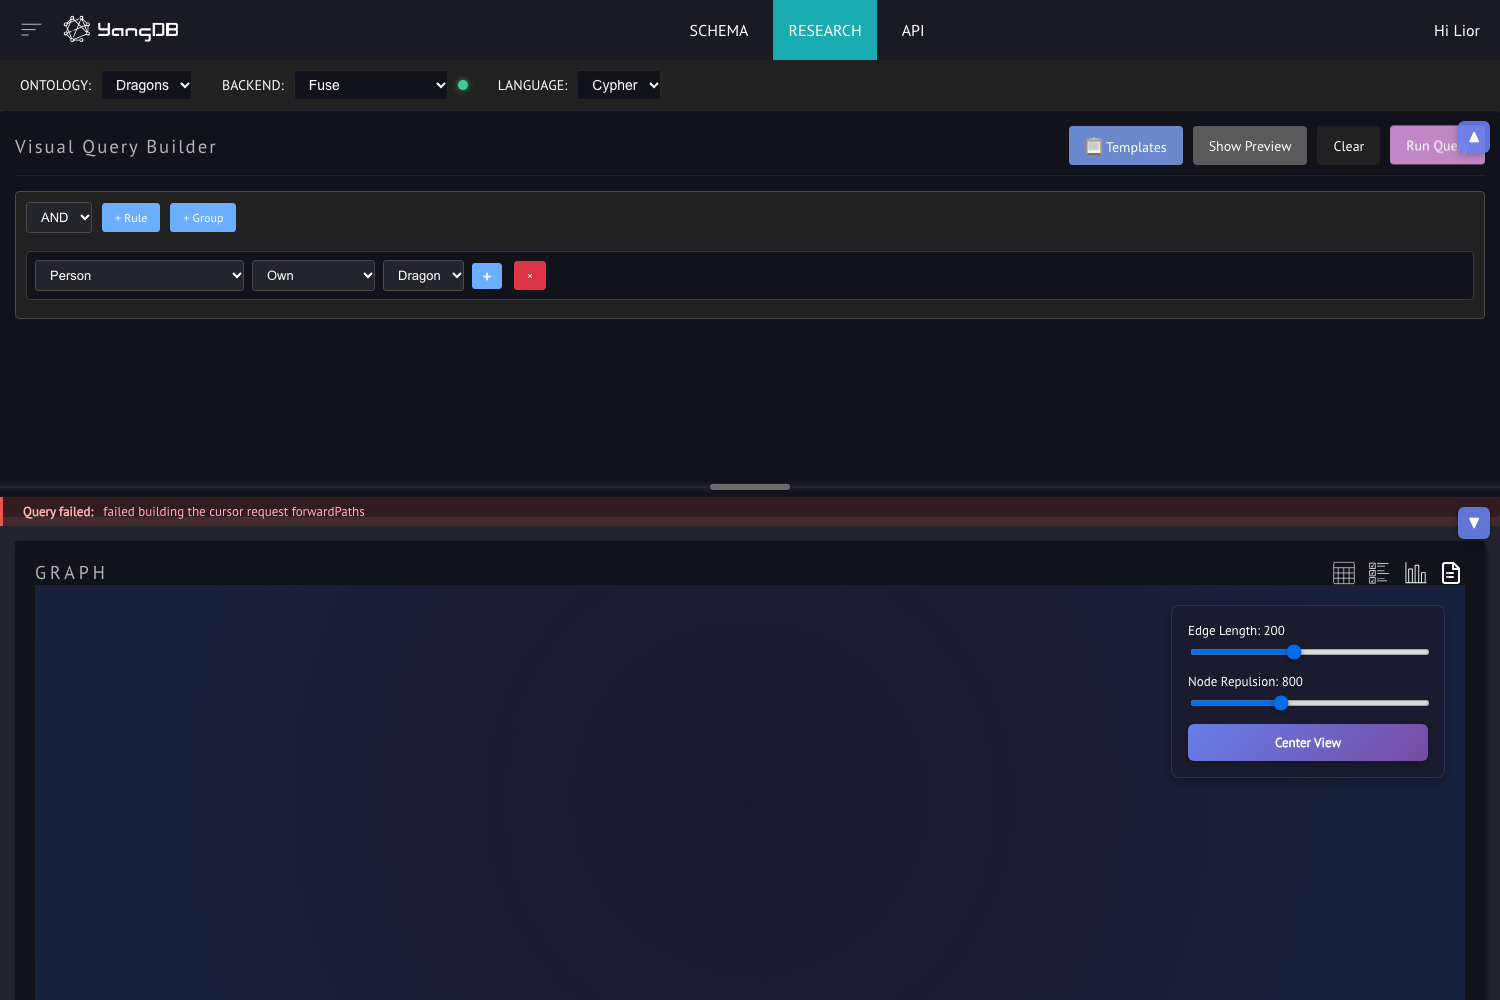 YangDB
SCHEMA
RESEARCH
API
Hi Lior
ONTOLOGY: Dragons
BACKEND: Fuse
LANGUAGE: Cypher
Visual Query Builder
Templates
Show Preview
Clear
Run
AND
+ Rule
+ Group
Person
Own
Dragon
+
×
Query failed: failed building the cursor request forwardPaths
GRAPH
Edge Length: 200
Node Repulsion: 800
Center View